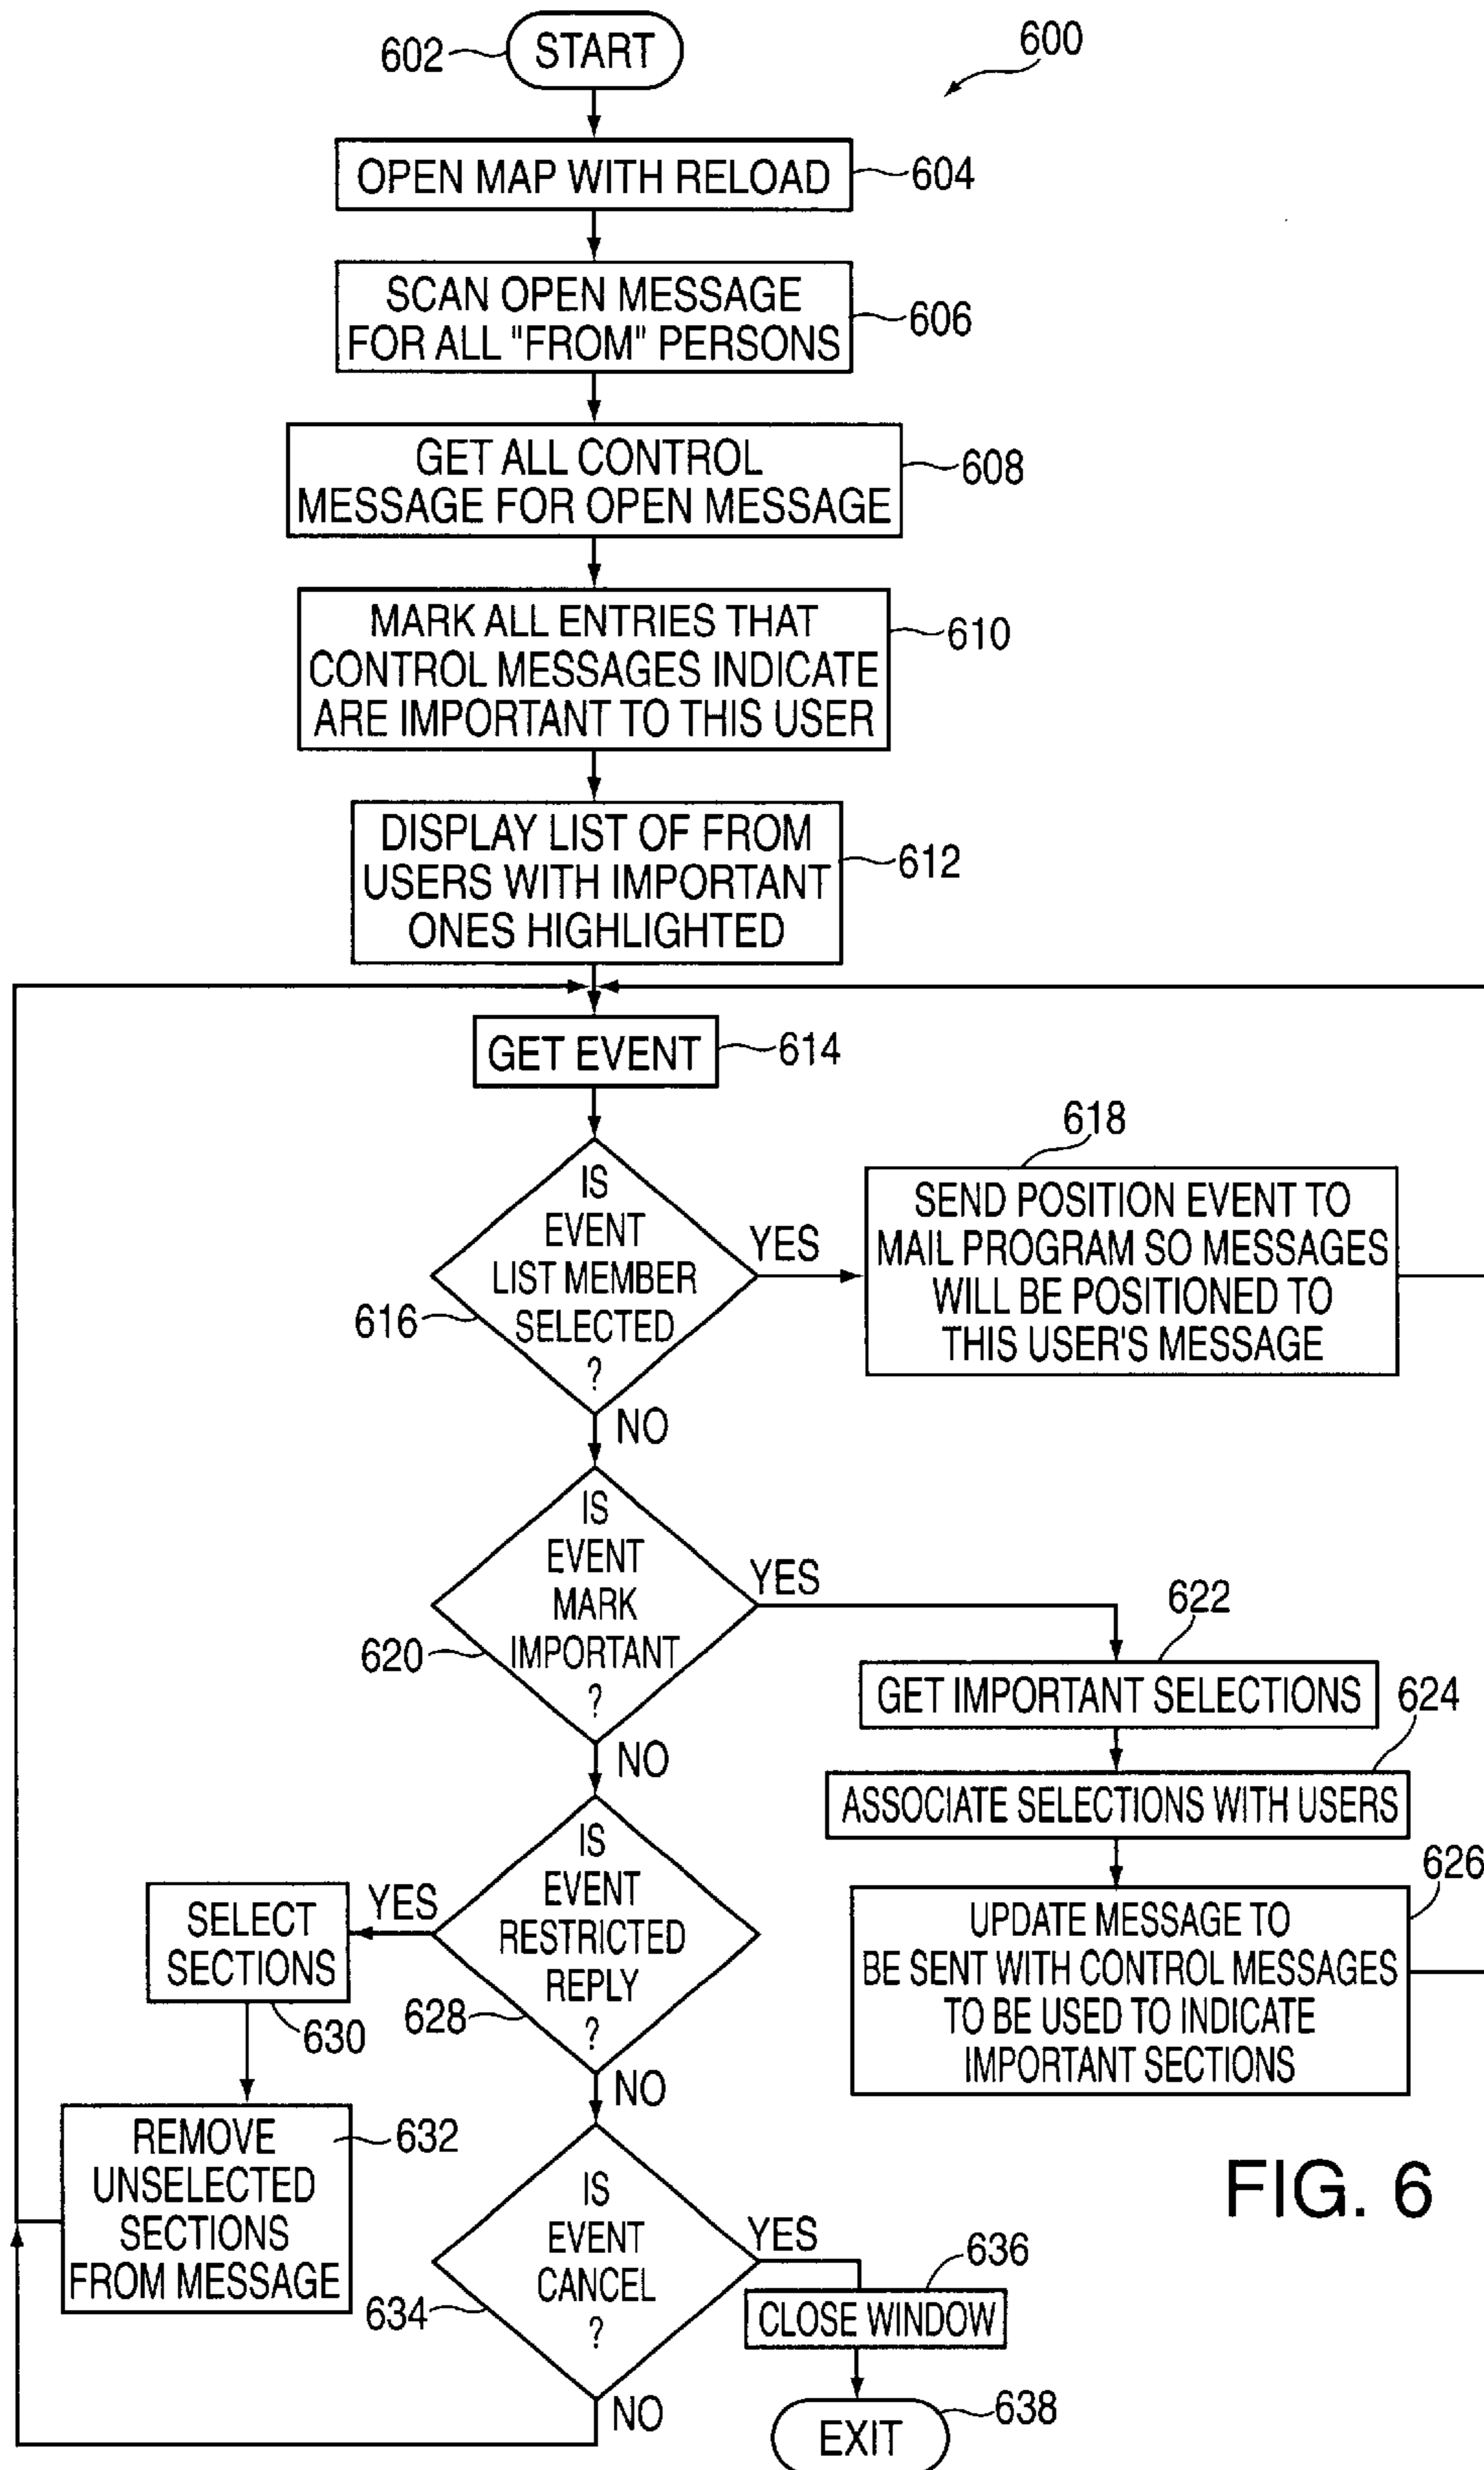 602
START
600
OPEN MAP WITH RELOAD
604
SCAN OPEN MESSAGE
FOR ALL "FROM" PERSONS
606
GET ALL CONTROL
MESSAGE FOR OPEN MESSAGE
608
MARK ALL ENTRIES THAT
CONTROL MESSAGES INDICATE
ARE IMPORTANT TO THIS USER
610
DISPLAY LIST OF FROM
USERS WITH IMPORTANT
ONES HIGHLIGHTED
612
GET EVENT
614
IS
EVENT
LIST MEMBER
SELECTED
?
616
YES
NO
618
SEND POSITION EVENT TO
MAIL PROGRAM SO MESSAGES
WILL BE POSITIONED TO
THIS USER'S MESSAGE
IS
EVENT
MARK
IMPORTANT
?
620
YES
NO
622
GET IMPORTANT SELECTIONS
624
ASSOCIATE SELECTIONS WITH USERS
626
UPDATE MESSAGE TO
BE SENT WITH CONTROL MESSAGES
TO BE USED TO INDICATE
IMPORTANT SECTIONS
IS
EVENT
RESTRICTED
REPLY
?
628
YES
NO
SELECT
SECTIONS
630
REMOVE
UNSELECTED
SECTIONS
FROM MESSAGE
632
IS
EVENT
CANCEL
?
634
YES
NO
636
CLOSE WINDOW
EXIT
638
FIG. 6